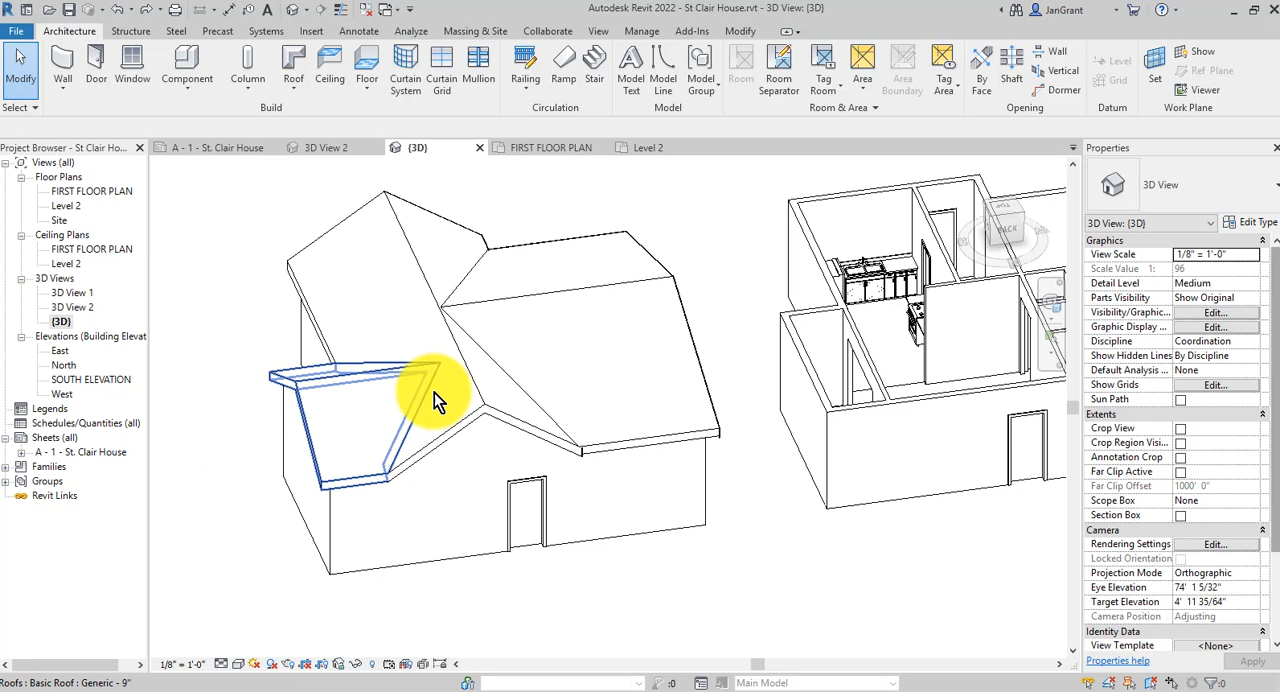 Autodesk Revit 2022 - St Clair House.rvt - 3D View: {3D}
JanGrant
File Architecture Structure Steel Precast Systems Insert Annotate Analyze Massing & Site Collaborate View Manage Add-Ins Modify
Modify Wall Door Window Component Column Roof Ceiling Floor Curtain System Curtain Grid Mullion Railing Ramp Stair Model Text Model Line Model Group Room Room Separator Tag Room Area Area Boundary Tag Area By Face Shaft Wall Vertical Dormer Level Grid Set Show Ref Plane Viewer
Select Build Circulation Model Room & Area Opening Datum Work Plane
Project Browser - St Clair Ho...
A - 1 - St. Clair House 3D View 2 {3D} FIRST FLOOR PLAN Level 2
Properties
Views (all)
Floor Plans
FIRST FLOOR PLAN
Level 2
Site
Ceiling Plans
FIRST FLOOR PLAN
Level 2
3D Views
3D View 1
3D View 2
{3D}
Elevations (Building Elevat
East
North
SOUTH ELEVATION
West
Legends
Schedules/Quantities (all)
Sheets (all)
A - 1 - St. Clair House
Families
Groups
Revit Links
TOP
BACK
3D View
3D View: {3D} Edit Type
Graphics
View Scale 1/8" = 1'-0"
Scale Value 1: 96
Detail Level Medium
Parts Visibility Show Original
Visibility/Graphic... Edit...
Graphic Display ... Edit...
Discipline Coordination
Show Hidden Lines By Discipline
Default Analysis ... None
Show Grids Edit...
Sun Path
Extents
Crop View
Crop Region Visi...
Annotation Crop
Far Clip Active
Far Clip Offset 1000' 0"
Scope Box None
Section Box
Camera
Rendering Settings Edit...
Locked Orientation
Projection Mode Orthographic
Eye Elevation 74' 1 5/32"
Target Elevation 4' 11 35/64"
Camera Position Adjusting
Identity Data
View Template <None>
Properties help Apply
1/8" = 1'-0"
Roofs : Basic Roof : Generic - 9"
:0 Main Model :0